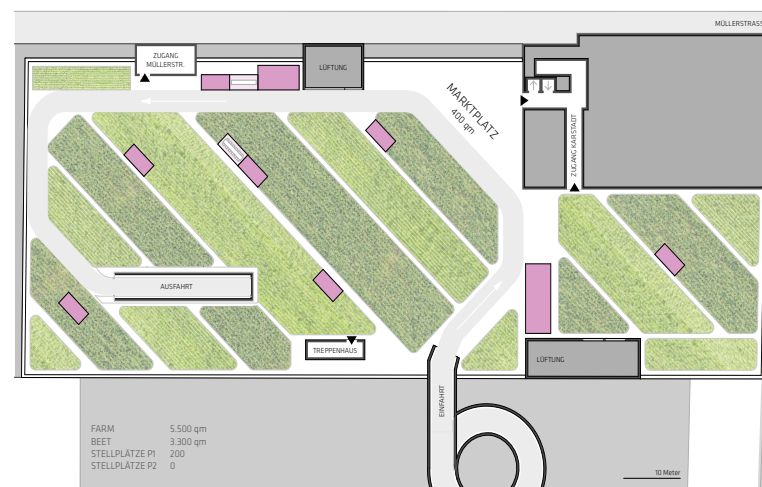 MÜLLERSTRASS
ZUGANG
MÜLLERSTR.
LÜFTUNG
MARKTPLATZ
400 qm
ZUGANG KARSTADT
AUSFAHRT
TREPPENHAUS
LÜFTUNG
EINFAHRT
FARM 5.500 qm
BEET 3.300 qm
STELLPLÄTZE P1 200
STELLPLÄTZE P2 0
10 Meter